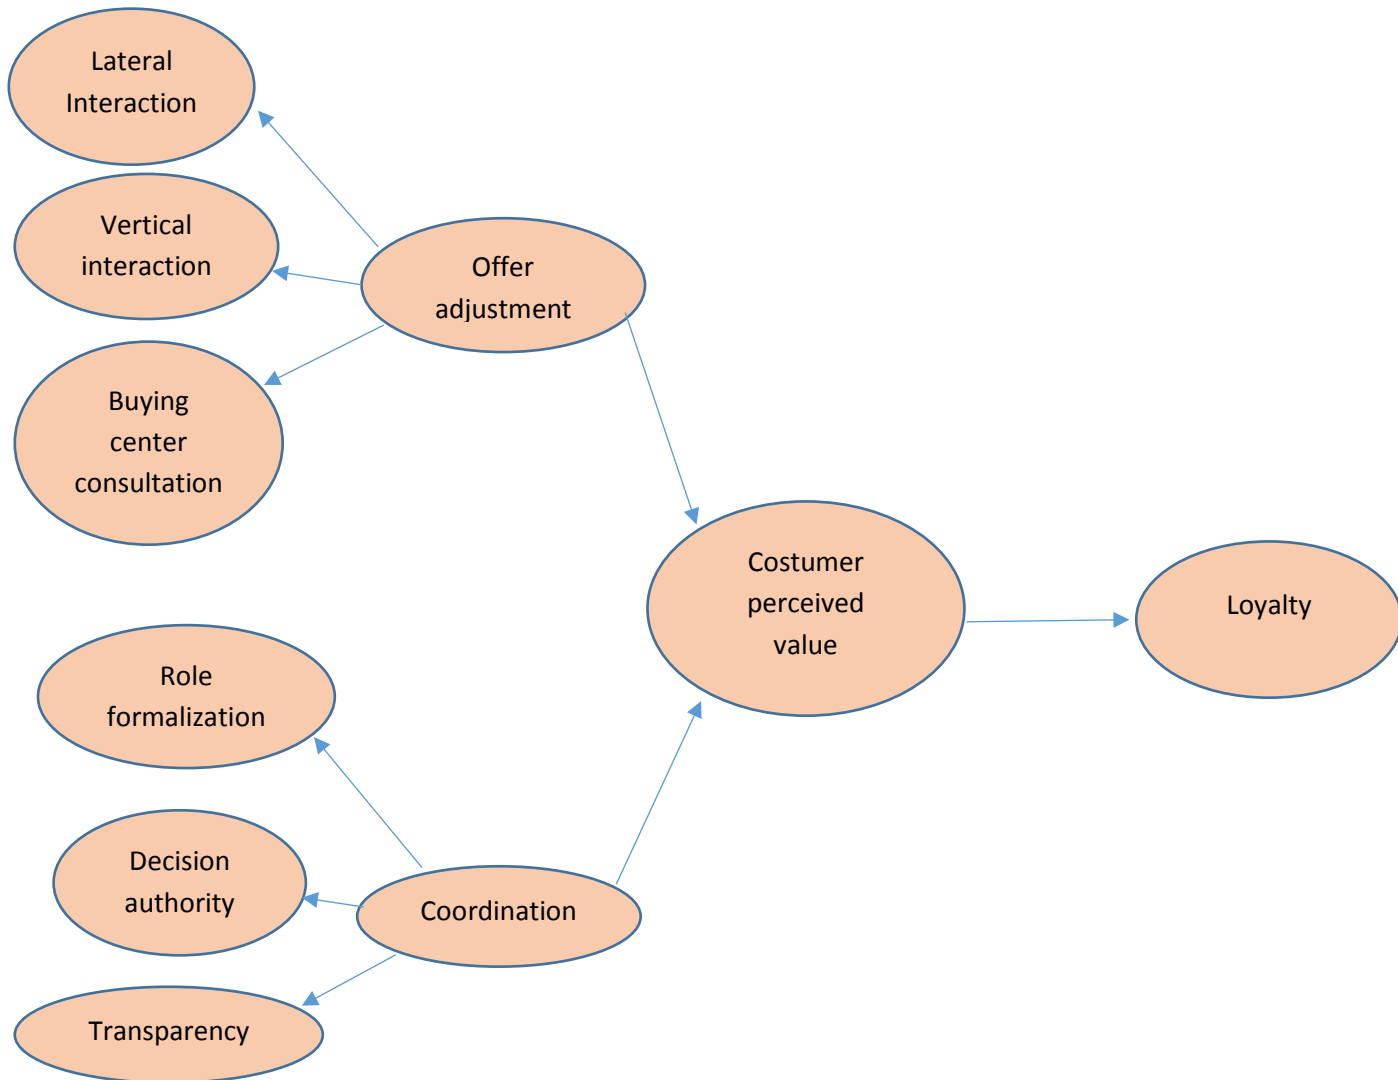 Lateral
Interaction
Vertical
interaction
Offer
adjustment
Buying
center
consultation
Costumer
perceived
value
Loyalty
Role
formalization
Decision
authority
Coordination
Transparency